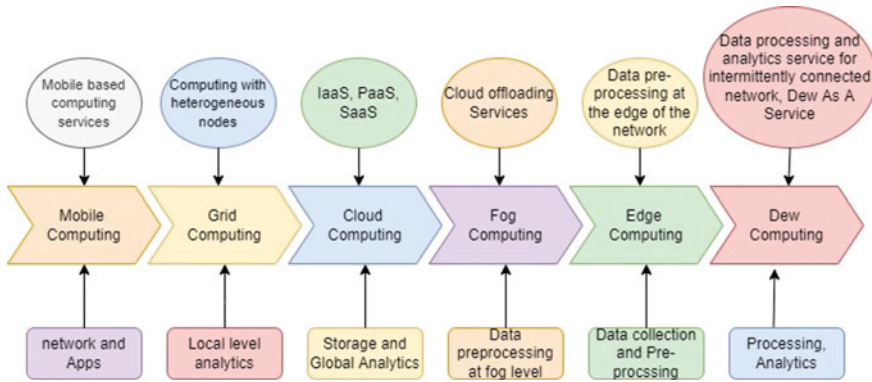 Mobile based
computing
services
Computing with
heterogeneous
nodes
IaaS, PaaS,
SaaS
Cloud offloading
Services
Data pre-
processing at
the edge of the
network
Data processing and
analytics service for
intermittently connected
network, Dew As A
Service
Mobile
Computing
Grid
Computing
Cloud
Computing
Fog
Computing
Edge
Computing
Dew
Computing
network and
Apps
Local level
analytics
Storage and
Global Analytics
Data
preprocessing
at fog level
Data collection
and Pre-
procssing
Processing,
Analytics